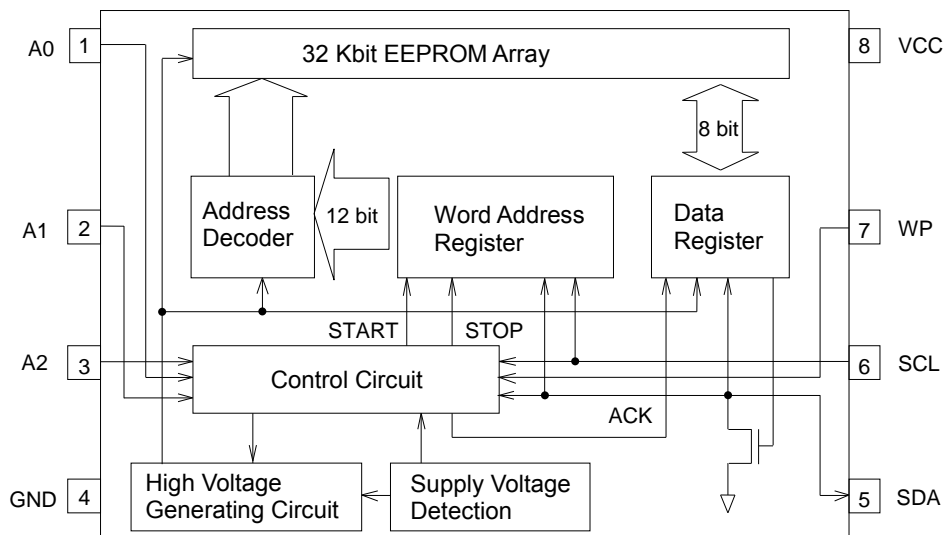 A0 1
32 Kbit EEPROM Array
8 VCC
8 bit
A1 2
Address
Decoder
12 bit
Word Address
Register
Data
Register
7 WP
START
STOP
A2 3
Control Circuit
6 SCL
ACK
GND 4
High Voltage
Generating Circuit
Supply Voltage
Detection
5 SDA